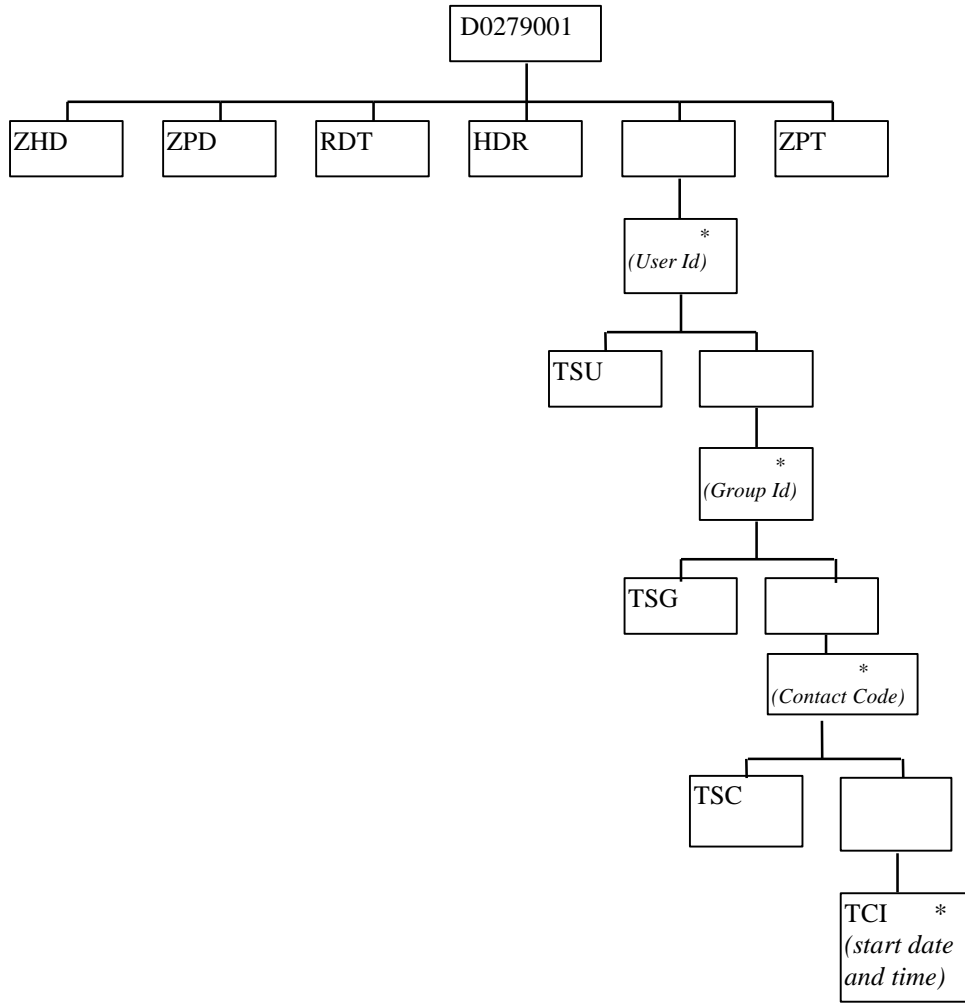 D0279001
ZHD
ZPD
RDT
HDR
ZPT
*
(User Id)
TSU
*
(Group Id)
TSG
*
(Contact Code)
TSC
TCI *
(start date
and time)